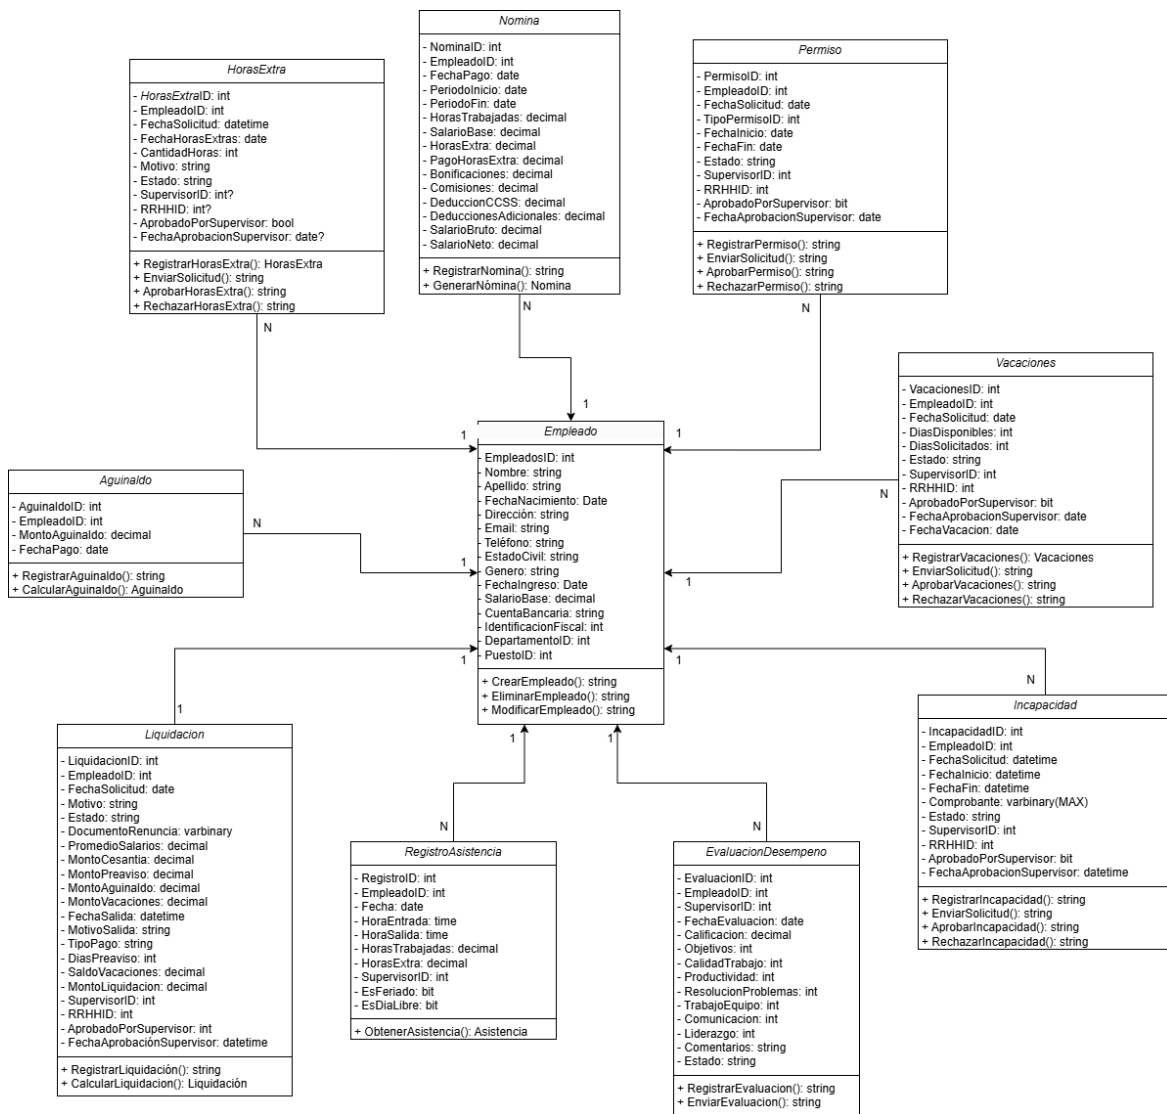 HorasExtra
- HorasExtraID: int
- EmpleadoID: int
- FechaSolicitud: datetime
- FechaHorasExtras: date
- CantidadHoras: int
- Motivo: string
- Estado: string
- SupervisorID: int?
- RRHHID: int?
- AprobadoPorSupervisor: bool
- FechaAprobacionSupervisor: date?
+ RegistrarHorasExtra(): HorasExtra
+ EnviarSolicitud(): string
+ AprobarHorasExtra(): string
+ RechazarHorasExtra(): string
N
1
Nomina
- NominaID: int
- EmpleadoID: int
- FechaPago: date
- PeriodoInicio: date
- PeriodoFin: date
- HorasTrabajadas: decimal
- SalarioBase: decimal
- HorasExtra: decimal
- PagoHorasExtra: decimal
- Bonificaciones: decimal
- Comisiones: decimal
- DeduccionCCSS: decimal
- DeduccionesAdicionales: decimal
- SalarioBruto: decimal
- SalarioNeto: decimal
+ RegistrarNomina(): string
+ GenerarNómina(): Nomina
N
1
Permiso
- PermisoID: int
- EmpleadoID: int
- FechaSolicitud: date
- TipoPermisoID: int
- FechaInicio: date
- FechaFin: date
- Estado: string
- SupervisorID: int
- RRHHID: int
- AprobadoPorSupervisor: bit
- FechaAprobacionSupervisor: date
+ RegistrarPermiso(): string
+ EnviarSolicitud(): string
+ AprobarPermiso(): string
+ RechazarPermiso(): string
N
1
Vacaciones
- VacacionesID: int
- EmpleadoID: int
- FechaSolicitud: date
- DiasDisponibles: int
- DiasSolicitados: int
- Estado: string
- SupervisorID: int
- RRHHID: int
- AprobadoPorSupervisor: bit
- FechaAprobacionSupervisor: date
- FechaVacacion: date
+ RegistrarVacaciones(): Vacaciones
+ EnviarSolicitud(): string
+ AprobarVacaciones(): string
+ RechazarVacaciones(): string
N
1
Empleado
- EmpleadosID: int
- Nombre: string
- Apellido: string
- FechaNacimiento: Date
- Dirección: string
- Email: string
- Teléfono: string
- EstadoCivil: string
- Genero: string
- FechaIngreso: Date
- SalarioBase: decimal
- CuentaBancaria: string
- IdentificacionFiscal: int
- DepartamentoID: int
- PuestoID: int
+ CrearEmpleado(): string
+ EliminarEmpleado(): string
+ ModificarEmpleado(): string
Aguinaldo
- AguinaldoID: int
- EmpleadoID: int
- MontoAguinaldo: decimal
- FechaPago: date
+ RegistrarAguinaldo(): string
+ CalcularAguinaldo(): Aguinaldo
N
1
Liquidacion
- LiquidacionID: int
- EmpleadoID: int
- FechaSolicitud: date
- Motivo: string
- Estado: string
- DocumentoRenuncia: varbinary
- PromedioSalarios: decimal
- MontoCesantia: decimal
- MontoPreaviso: decimal
- MontoAguinaldo: decimal
- MontoVacaciones: decimal
- FechaSalida: datetime
- MotivoSalida: string
- TipoPago: string
- DiasPreaviso: int
- SaldoVacaciones: decimal
- MontoLiquidacion: decimal
- SupervisorID: int
- RRHHID: int
- AprobadoPorSupervisor: int
- FechaAprobaciónSupervisor: datetime
+ RegistrarLiquidación(): string
+ CalcularLiquidacion(): Liquidación
1
1
RegistroAsistencia
- RegistroID: int
- EmpleadoID: int
- Fecha: date
- HoraEntrada: time
- HoraSalida: time
- HorasTrabajadas: decimal
- HorasExtra: decimal
- SupervisorID: int
- EsFeriado: bit
- EsDiaLibre: bit
+ ObtenerAsistencia(): Asistencia
N
1
EvaluacionDesempeno
- EvaluacionID: int
- EmpleadoID: int
- SupervisorID: int
- FechaEvaluacion: date
- Calificacion: decimal
- Objetivos: int
- CalidadTrabajo: int
- Productividad: int
- ResolucionProblemas: int
- TrabajoEquipo: int
- Comunicacion: int
- Liderazgo: int
- Comentarios: string
- Estado: string
+ RegistrarEvaluacion(): string
+ EnviarEvaluacion(): string
N
1
Incapacidad
- IncapacidadID: int
- EmpleadoID: int
- FechaSolicitud: datetime
- FechaInicio: datetime
- FechaFin: datetime
- Comprobante: varbinary(MAX)
- Estado: string
- SupervisorID: int
- RRHHID: int
- AprobadoPorSupervisor: bit
- FechaAprobacionSupervisor: datetime
+ RegistrarIncapacidad(): string
+ EnviarSolicitud(): string
+ AprobarIncapacidad(): string
+ RechazarIncapacidad(): string
N
1